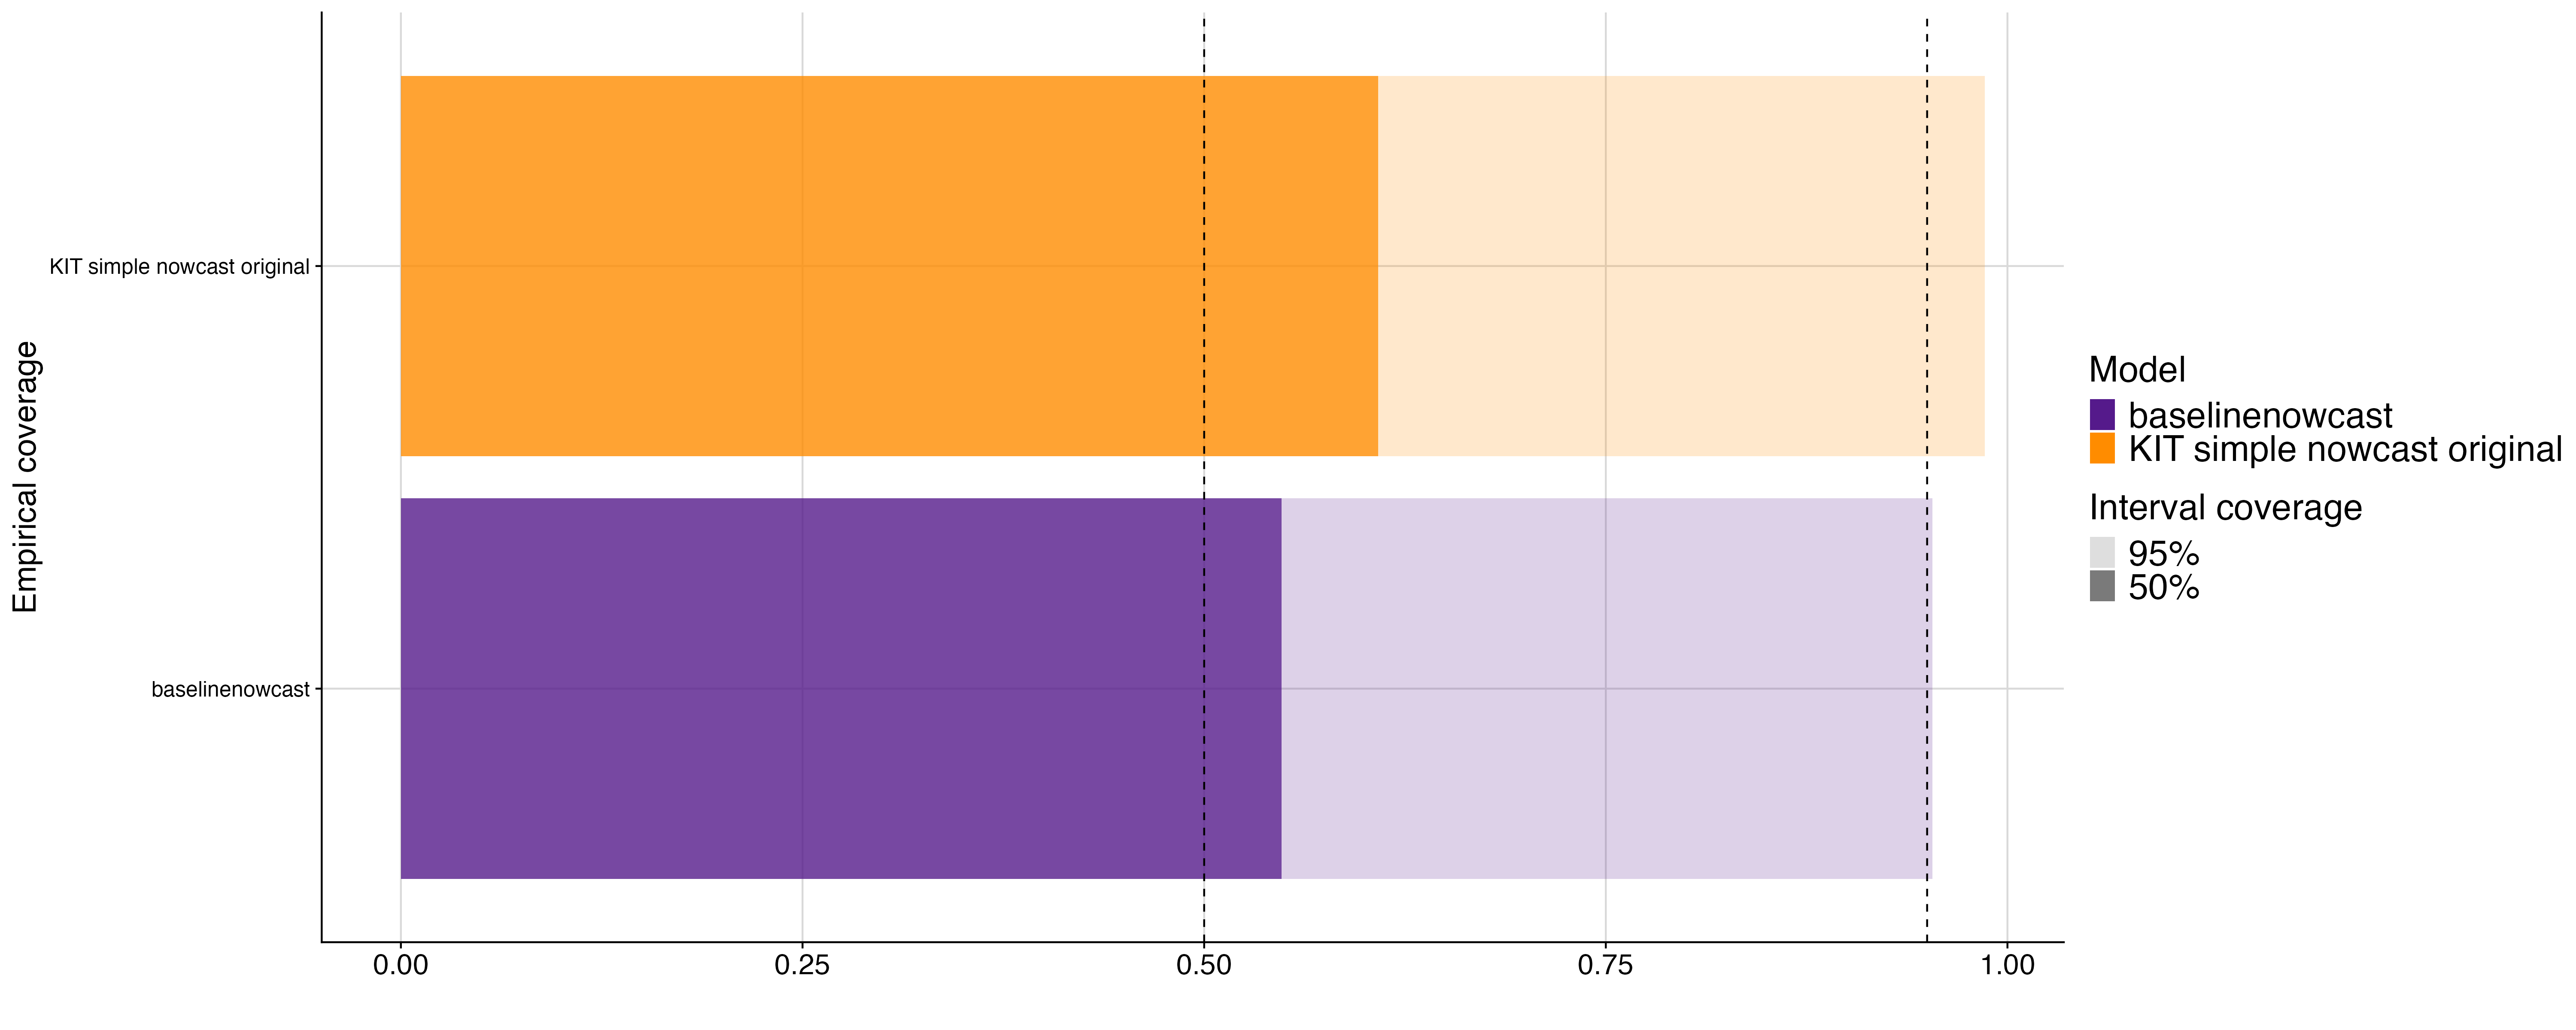 Empirical coverage
KIT simple nowcast original
baselinenowcast
0.00
0.25
0.50
0.75
1.00
Model
baselinenowcast
KIT simple nowcast original
Interval coverage
95%
50%